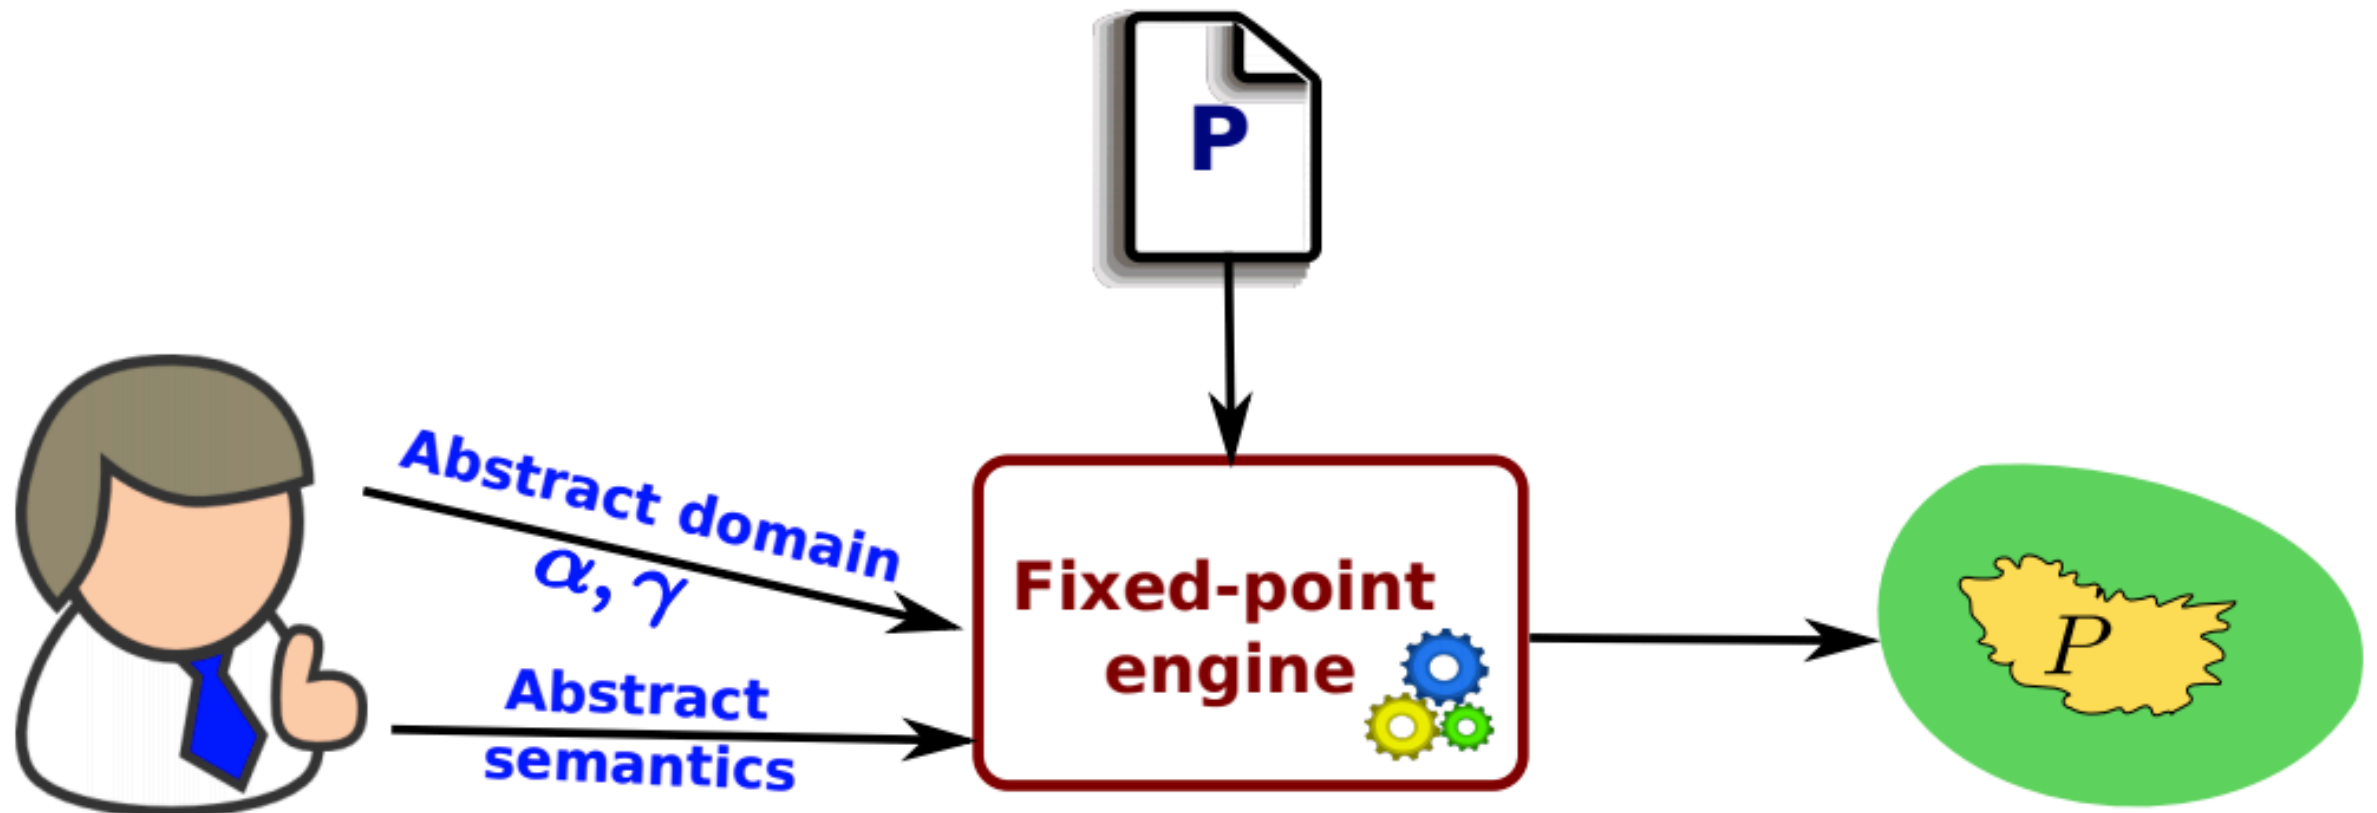 P
Abstract domain
α, γ
Abstract
semantics
Fixed-point
engine
P